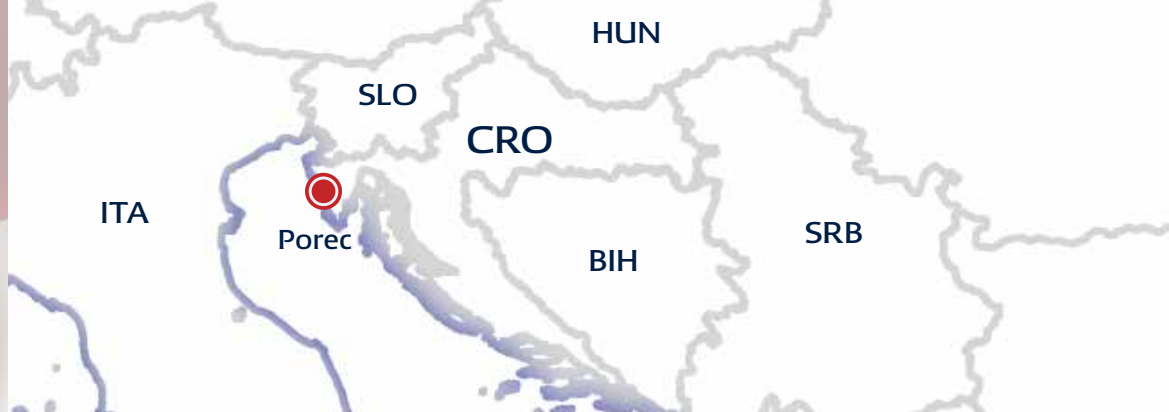 HUN
SLO
CRO
ITA
Porec
SRB
BIH